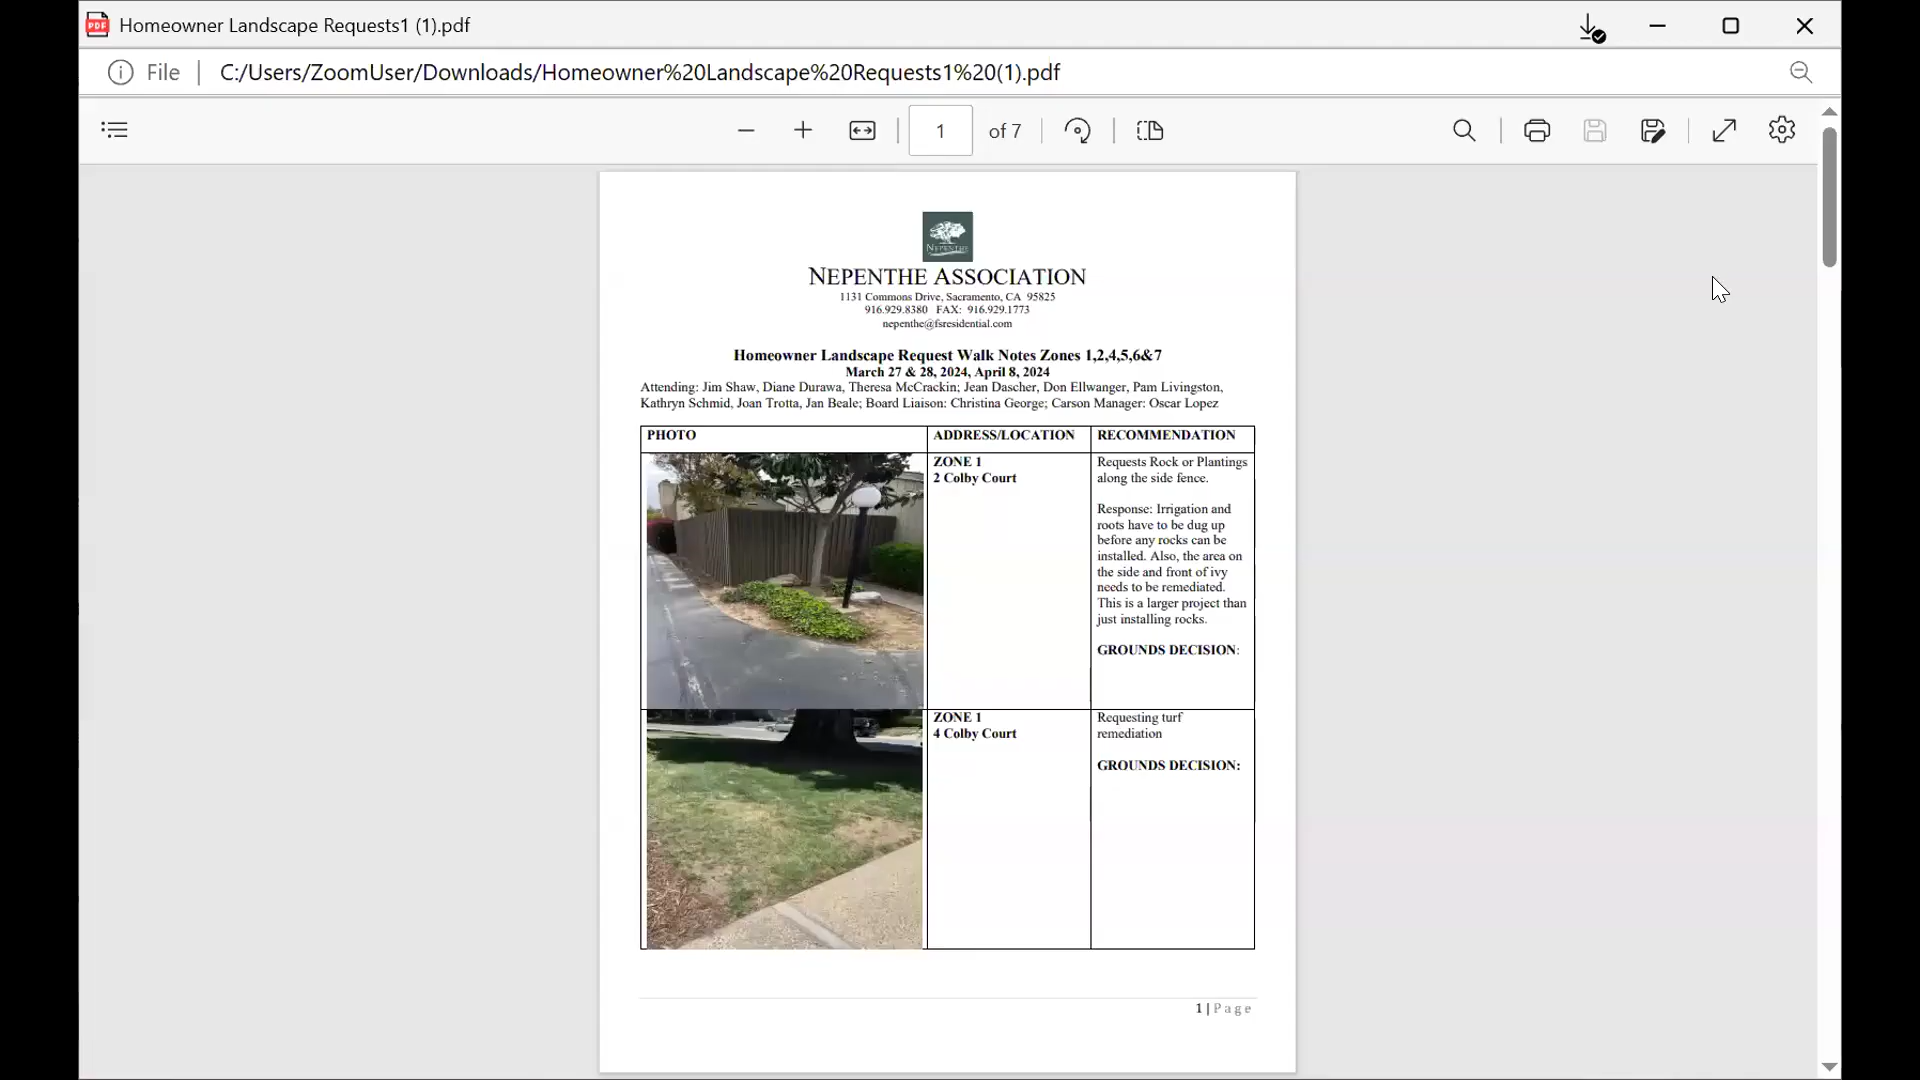 Homeowner Landscape Requests1 (1).pdf
File
C:/Users/ZoomUser/Downloads/Homeowner%20Landscape%20Requests1%20(1).pdf
1 of 7
NEPENTHE
NEPENTHE ASSOCIATION
1131 Commons Drive, Sacramento, CA 95825
916.929.8380 FAX: 916.929.1773
nepenthe@fsresidential.com
Homeowner Landscape Request Walk Notes Zones 1,2,4,5,6&7
March 27 & 28, 2024, April 8, 2024
Attending: Jim Shaw, Diane Durawa, Theresa McCrackin; Jean Dascher, Don Ellwanger, Pam Livingston,
Kathryn Schmid, Joan Trotta, Jan Beale; Board Liaison: Christina George; Carson Manager: Oscar Lopez
PHOTO ADDRESS/LOCATION RECOMMENDATION
ZONE 1
2 Colby Court
Requests Rock or Plantings
along the side fence.
Response: Irrigation and
roots have to be dug up
before any rocks can be
installed. Also, the area on
the side and front of ivy
needs to be remediated.
This is a larger project than
just installing rocks.
GROUNDS DECISION:
ZONE 1
4 Colby Court
Requesting turf
remediation
GROUNDS DECISION:
1 | Page